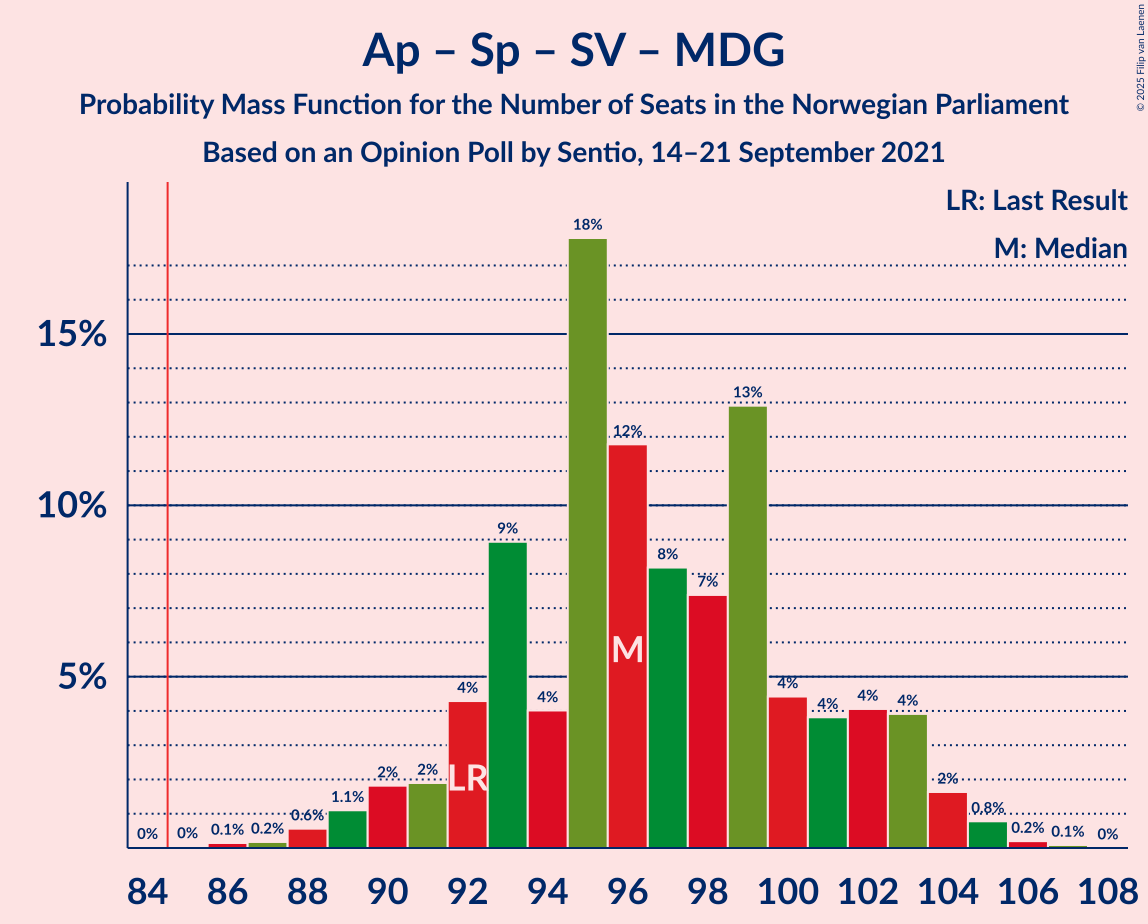 Ap – Sp – SV – MDG
Probability Mass Function for the Number of Seats in the Norwegian Parliament
Based on an Opinion Poll by Sentio, 14–21 September 2021
© 2025 Filip van Laenen
LR: Last Result
M: Median
15%
10%
5%
0% 0% 0.1% 0.2% 0.6% 1.1% 2% 2% 4% 9% 4% 18% 12% 8% 7% 13% 4% 4% 4% 4% 2% 0.8% 0.2% 0.1% 0%
LR M
84 86 88 90 92 94 96 98 100 102 104 106 108